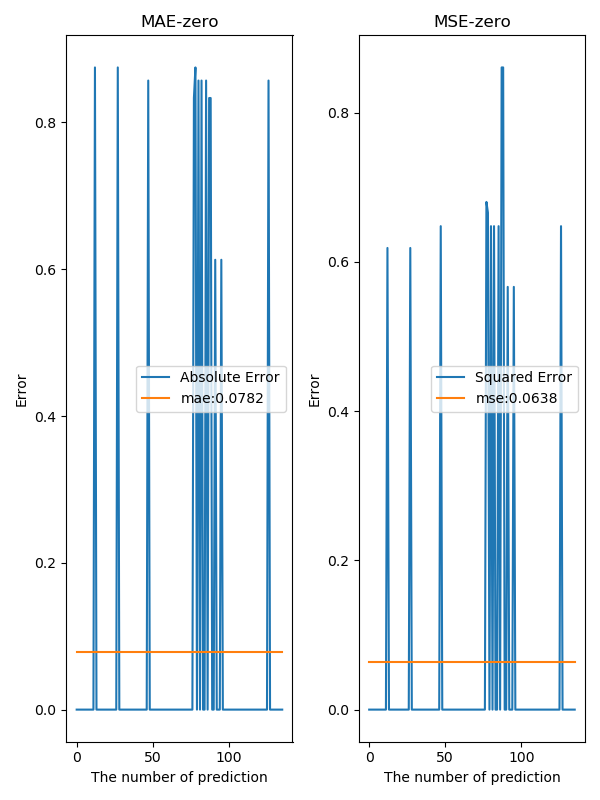 MAE-zero
Error
0.8
0.6
0.4
0.2
0.0
Absolute Error
mae:0.0782
0
50
100
The number of prediction
MSE-zero
Error
0.8
0.6
0.4
0.2
0.0
Squared Error
mse:0.0638
0
50
100
The number of prediction